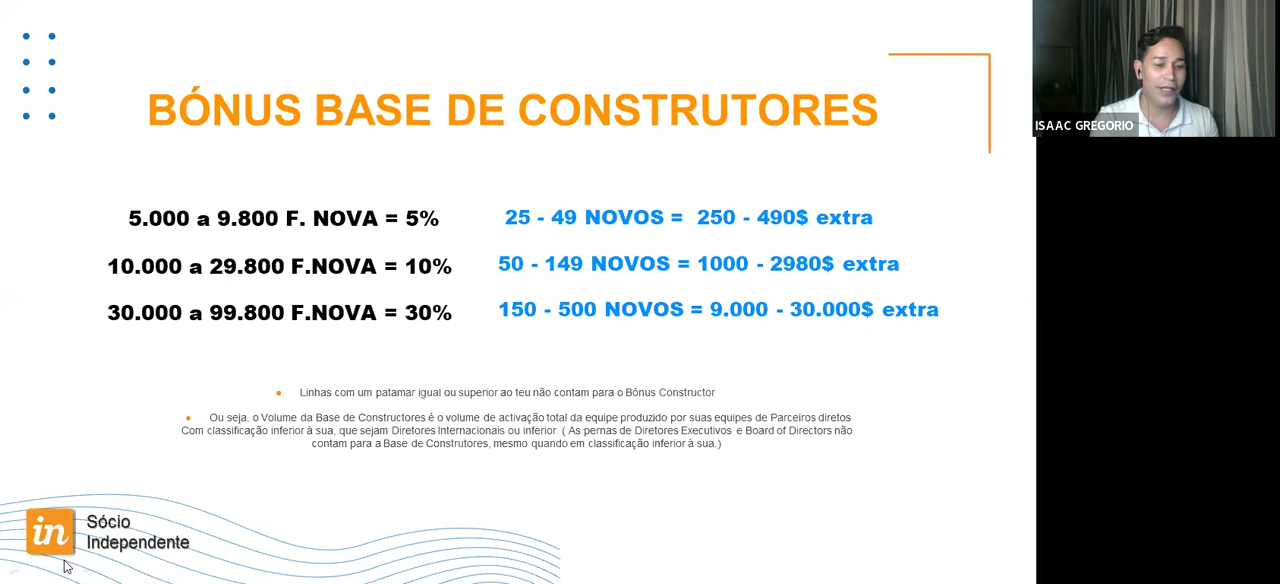 BÓNUS BASE DE CONSTRUTORES
ISAAC GREGORIO
5.000 a 9.800 F. NOVA = 5%
25 - 49 NOVOS = 250 - 490$ extra
10.000 a 29.800 F.NOVA = 10%
50 - 149 NOVOS = 1000 - 2980$ extra
30.000 a 99.800 F.NOVA = 30%
150 - 500 NOVOS = 9.000 - 30.000$ extra
Linhas com um patamar igual ou superior ao teu não contam para o Bónus Constructor
Ou seja, o Volume da Base de Constructores é o volume de activação total da equipe produzido por suas equipes de Parceiros diretos
Com classificação inferior à sua, que sejam Diretores Internacionais ou inferior. ( As pernas de Diretores Executivos e Board of Directors não
contam para a Base de Construtores, mesmo quando em classificação inferior à sua.)
in
Sócio
Independente